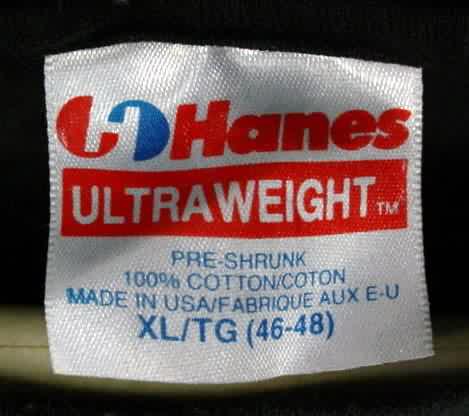 Hanes
ULTRAWEIGHT™
PRE-SHRUNK
100% COTTON/COTON
MADE IN USA/FABRIQUE AUX E-U
XL/TG (46-48)